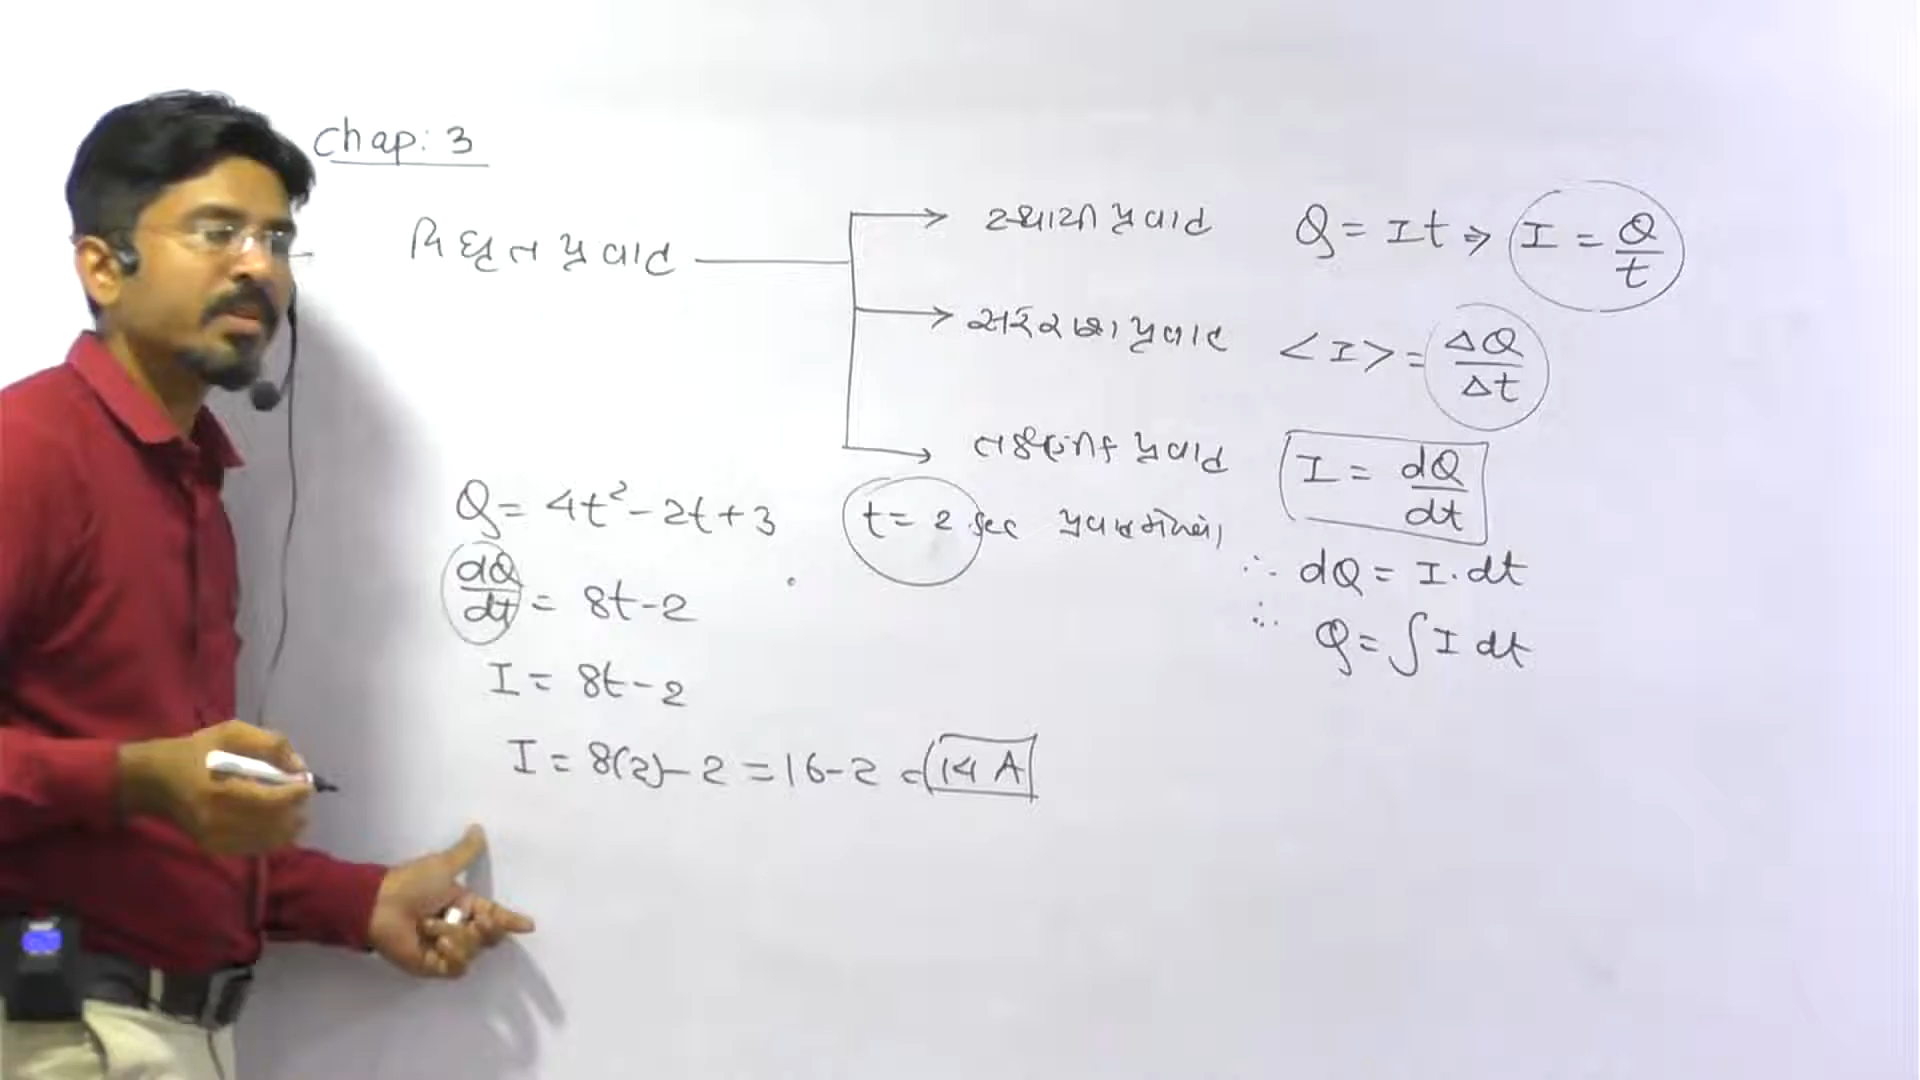 Chap: 3
વિદ્યુત પ્રવાહ
સ્થાયી પ્રવાહ Q = It ⇒ I = Q/t
સરેરાશ પ્રવાહ <I> = ΔQ/Δt
તત્ક્ષણિક પ્રવાહ I = dQ/dt
Q = 4t² - 2t + 3 t = 2 sec પ્રવાહ
dQ/dt = 8t - 2
∴ dQ = I · dt
I = 8t - 2
∴ Q = ∫ I dt
I = 8(2) - 2 = 16 - 2 = 14 A